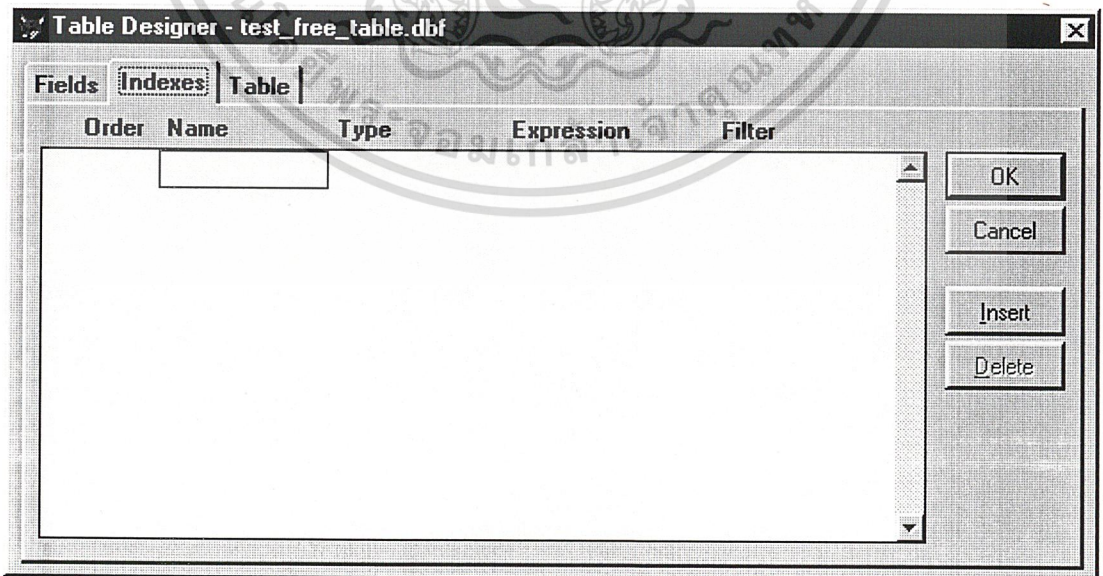 Table Designer - test_free_table.dbf
Fields Indexes Table
Order Name Type Expression Filter
OK
Cancel
Insert
Delete